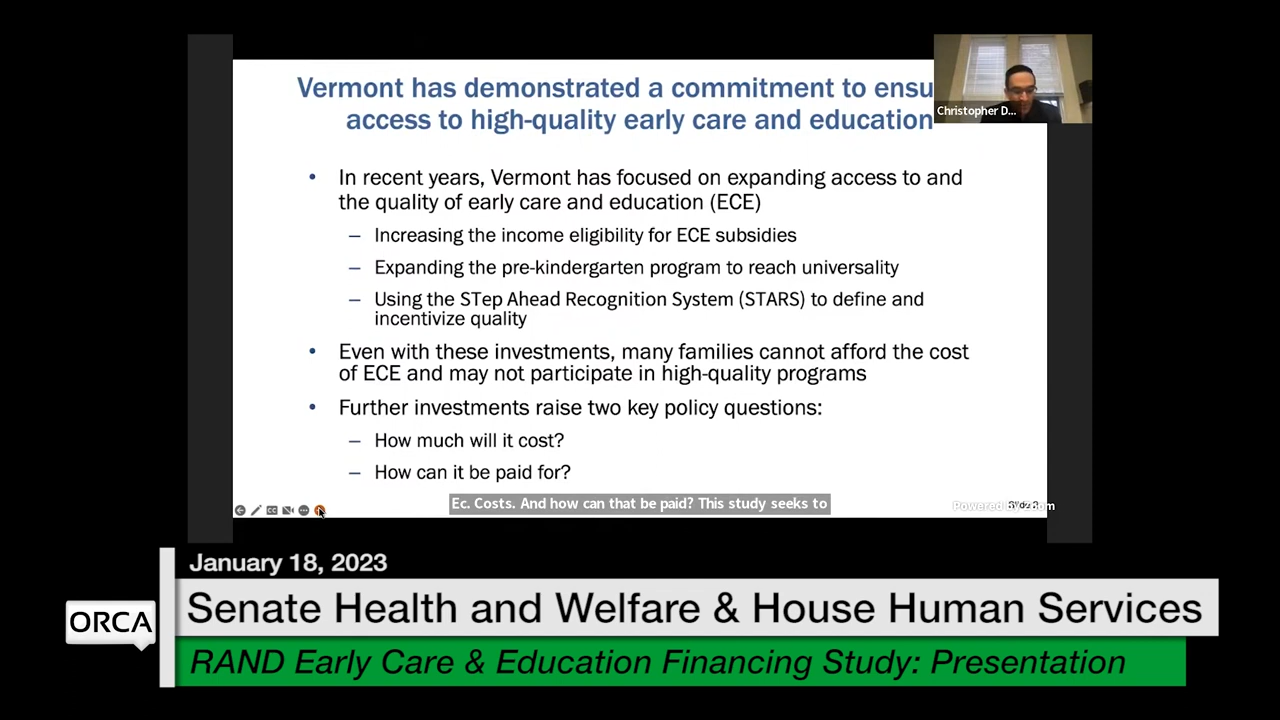 Vermont has demonstrated a commitment to ensu
access to high-quality early care and education
Christopher D...
• In recent years, Vermont has focused on expanding access to and
the quality of early care and education (ECE)
– Increasing the income eligibility for ECE subsidies
– Expanding the pre-kindergarten program to reach universality
– Using the STep Ahead Recognition System (STARS) to define and
incentivize quality
• Even with these investments, many families cannot afford the cost
of ECE and may not participate in high-quality programs
• Further investments raise two key policy questions:
– How much will it cost?
– How can it be paid for?
Ec. Costs. And how can that be paid? This study seeks to
Powered by zoom
January 18, 2023
ORCA
Senate Health and Welfare & House Human Services
RAND Early Care & Education Financing Study: Presentation